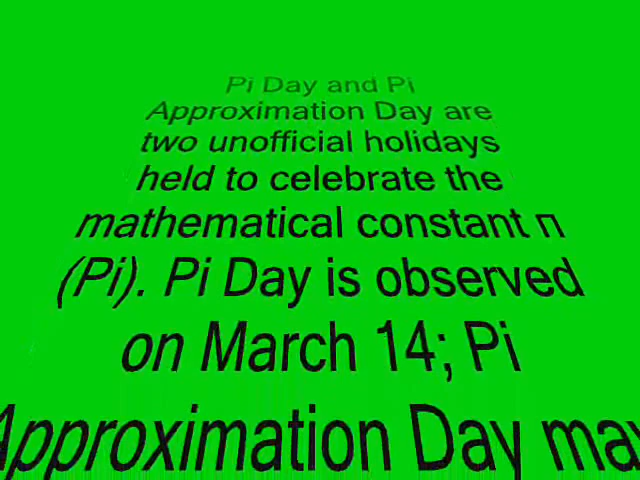 Pi Day and Pi
Approximation Day are
two unofficial holidays
held to celebrate the
mathematical constant π
(Pi). Pi Day is observed
on March 14; Pi
Approximation Day may